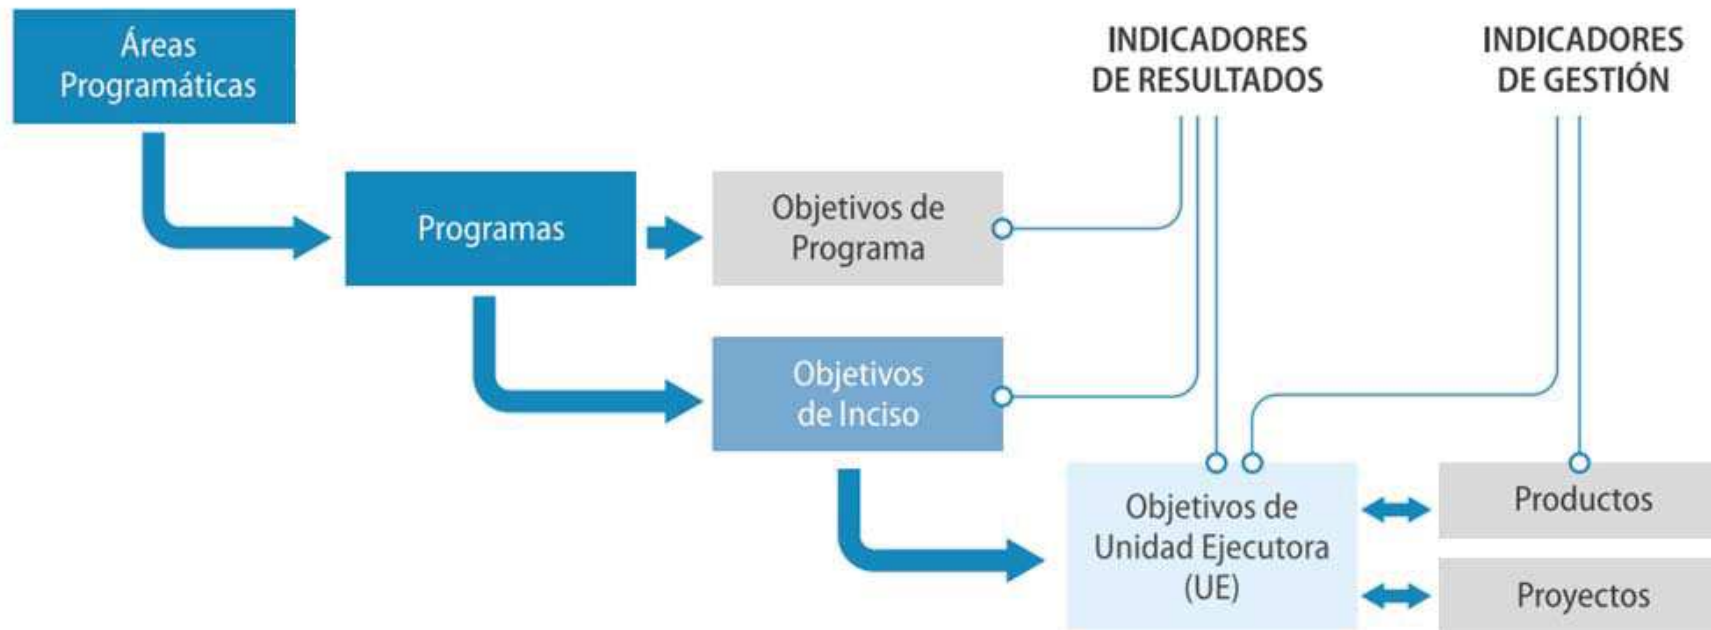 Áreas
Programáticas
INDICADORES
DE RESULTADOS
INDICADORES
DE GESTIÓN
Programas
Objetivos de
Programa
Objetivos
de Inciso
Objetivos de
Unidad Ejecutora
(UE)
Productos
Proyectos